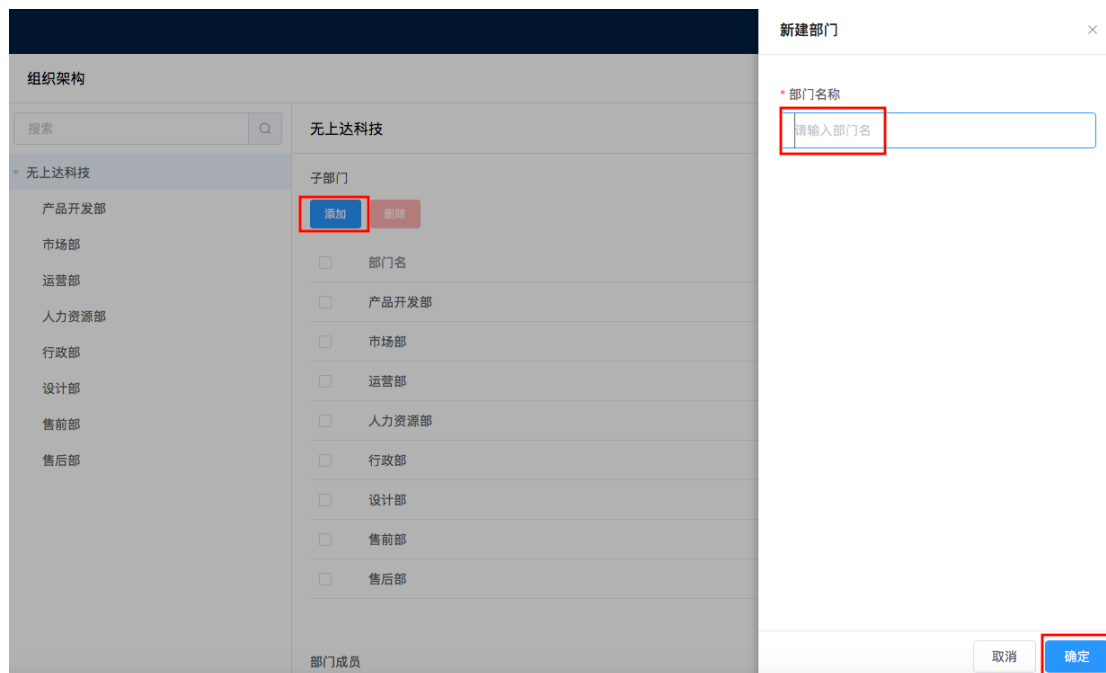 组织架构
搜索
无上达科技
产品开发部
市场部
运营部
人力资源部
行政部
设计部
售前部
售后部
无上达科技
子部门
添加
删除
部门名
产品开发部
市场部
运营部
人力资源部
行政部
设计部
售前部
售后部
部门成员
新建部门
* 部门名称
请输入部门名
取消
确定